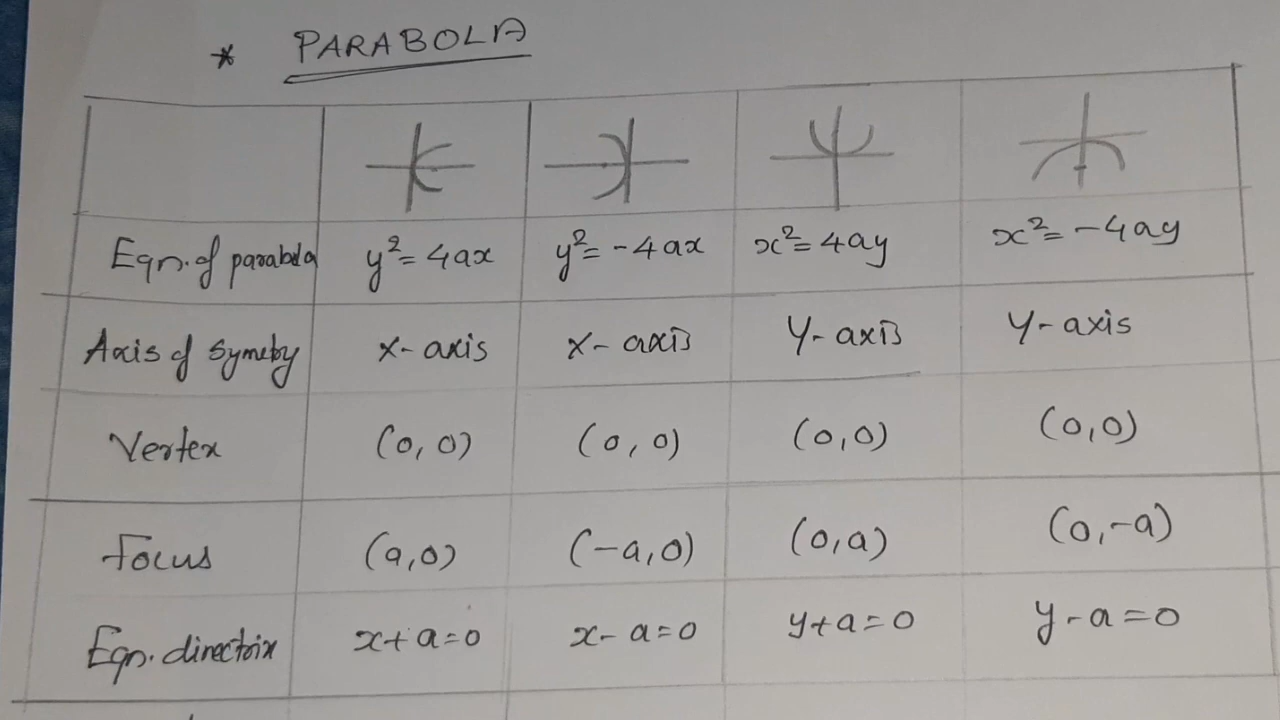 * PARABOLA
Eqn. of parabola y²= 4ax y²= -4ax x²= 4ay x²= -4ay
Axis of Symetry x-axis x-axis y-axis y-axis
Vertex (0,0) (0,0) (0,0) (0,0)
Focus (a,0) (-a,0) (0,a) (0,-a)
Eqn. directrix x+a=0 x-a=0 y+a=0 y-a=0